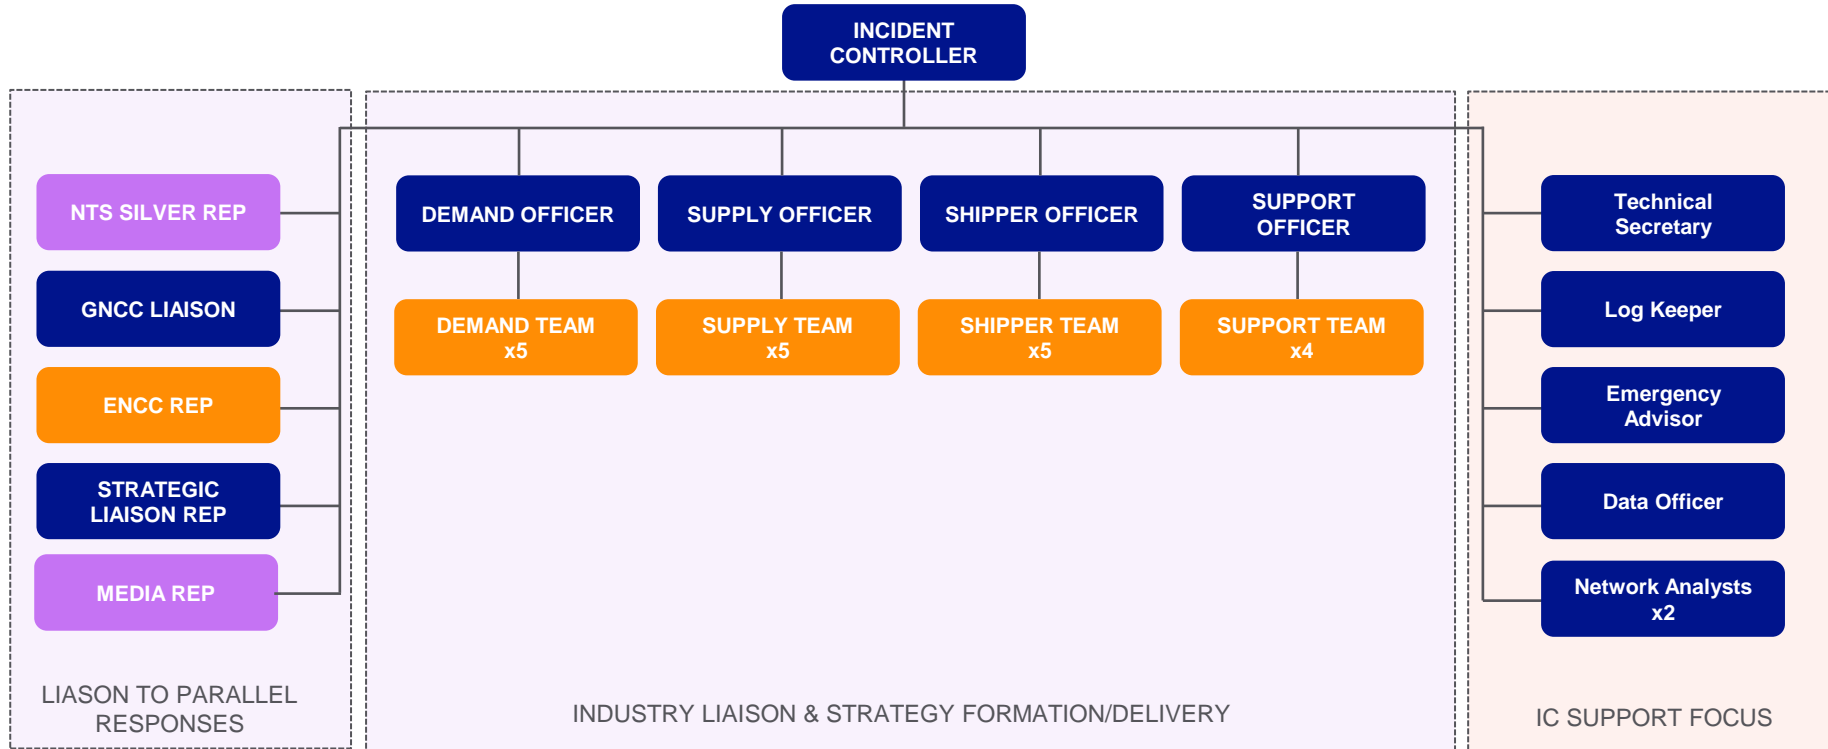 INCIDENT
CONTROLLER
NTS SILVER REP
GNCC LIAISON
ENCC REP
STRATEGIC
LIAISON REP
MEDIA REP
LIASON TO PARALLEL
RESPONSES
DEMAND OFFICER
SUPPLY OFFICER
SHIPPER OFFICER
SUPPORT
OFFICER
DEMAND TEAM
x5
SUPPLY TEAM
x5
SHIPPER TEAM
x5
SUPPORT TEAM
x4
INDUSTRY LIAISON & STRATEGY FORMATION/DELIVERY
Technical
Secretary
Log Keeper
Emergency
Advisor
Data Officer
Network Analysts
x2
IC SUPPORT FOCUS